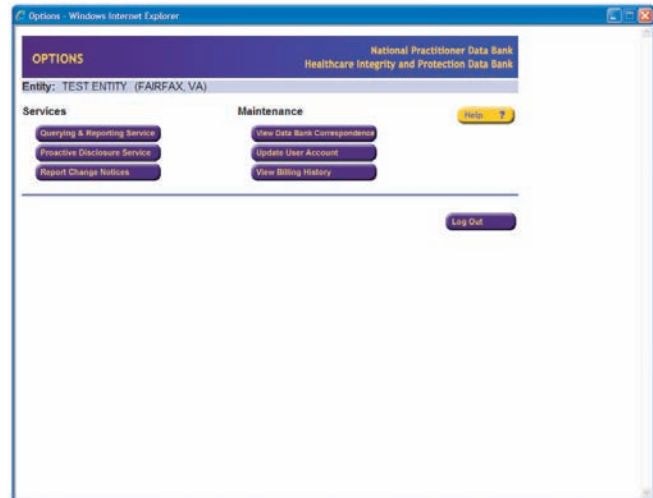 Options - Windows Internet Explorer
OPTIONS
National Practitioner Data Bank
Healthcare Integrity and Protection Data Bank
Entity: TEST ENTITY (FAIRFAX, VA)
Services
Maintenance
Help ?
Querying & Reporting Service
View Data Bank Correspondence
Proactive Disclosure Service
Update User Account
Report Change Notices
View Billing History
Log Out